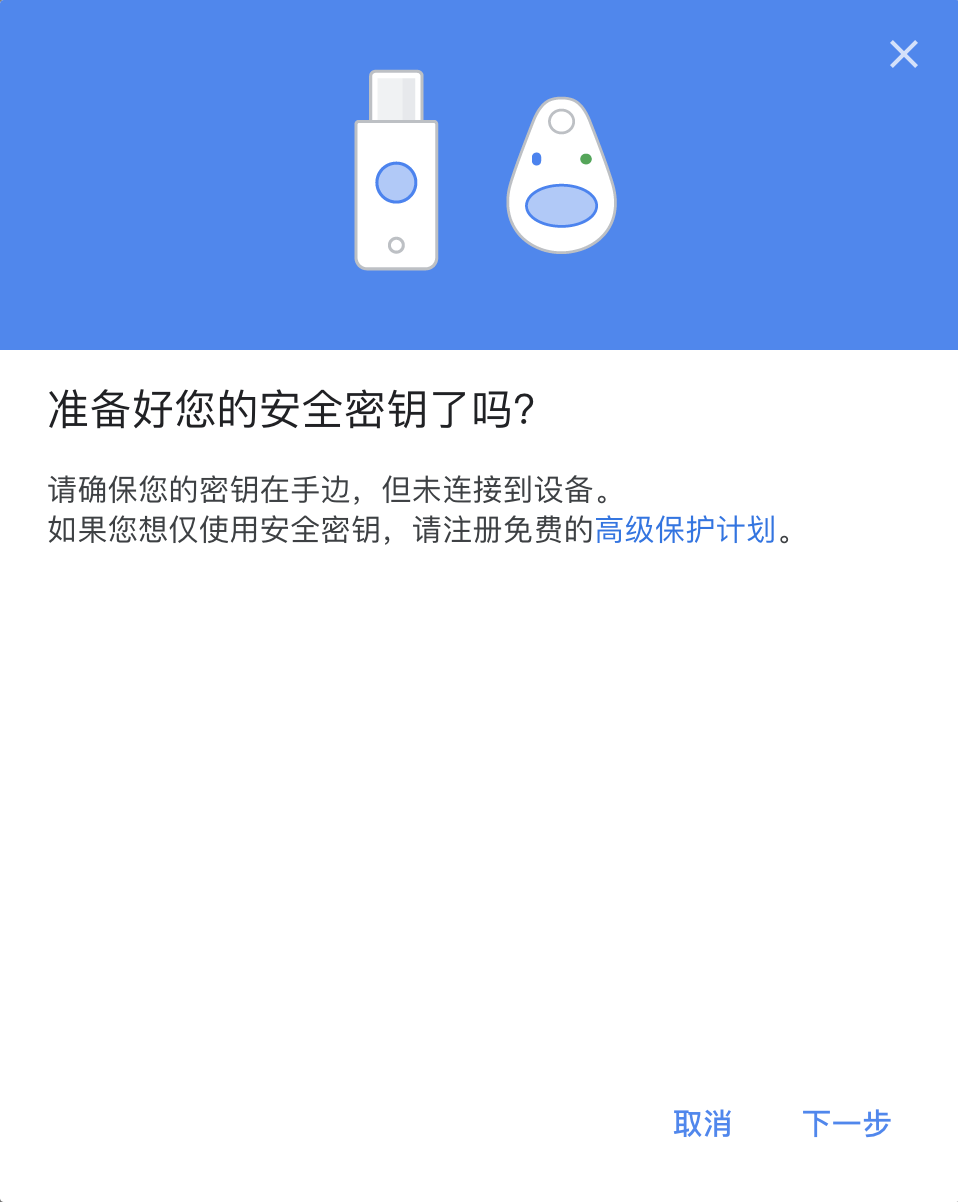 准备好您的安全密钥了吗?
请确保您的密钥在手边，但未连接到设备。
如果您想仅使用安全密钥，请注册免费的高级保护计划。
取消
下一步